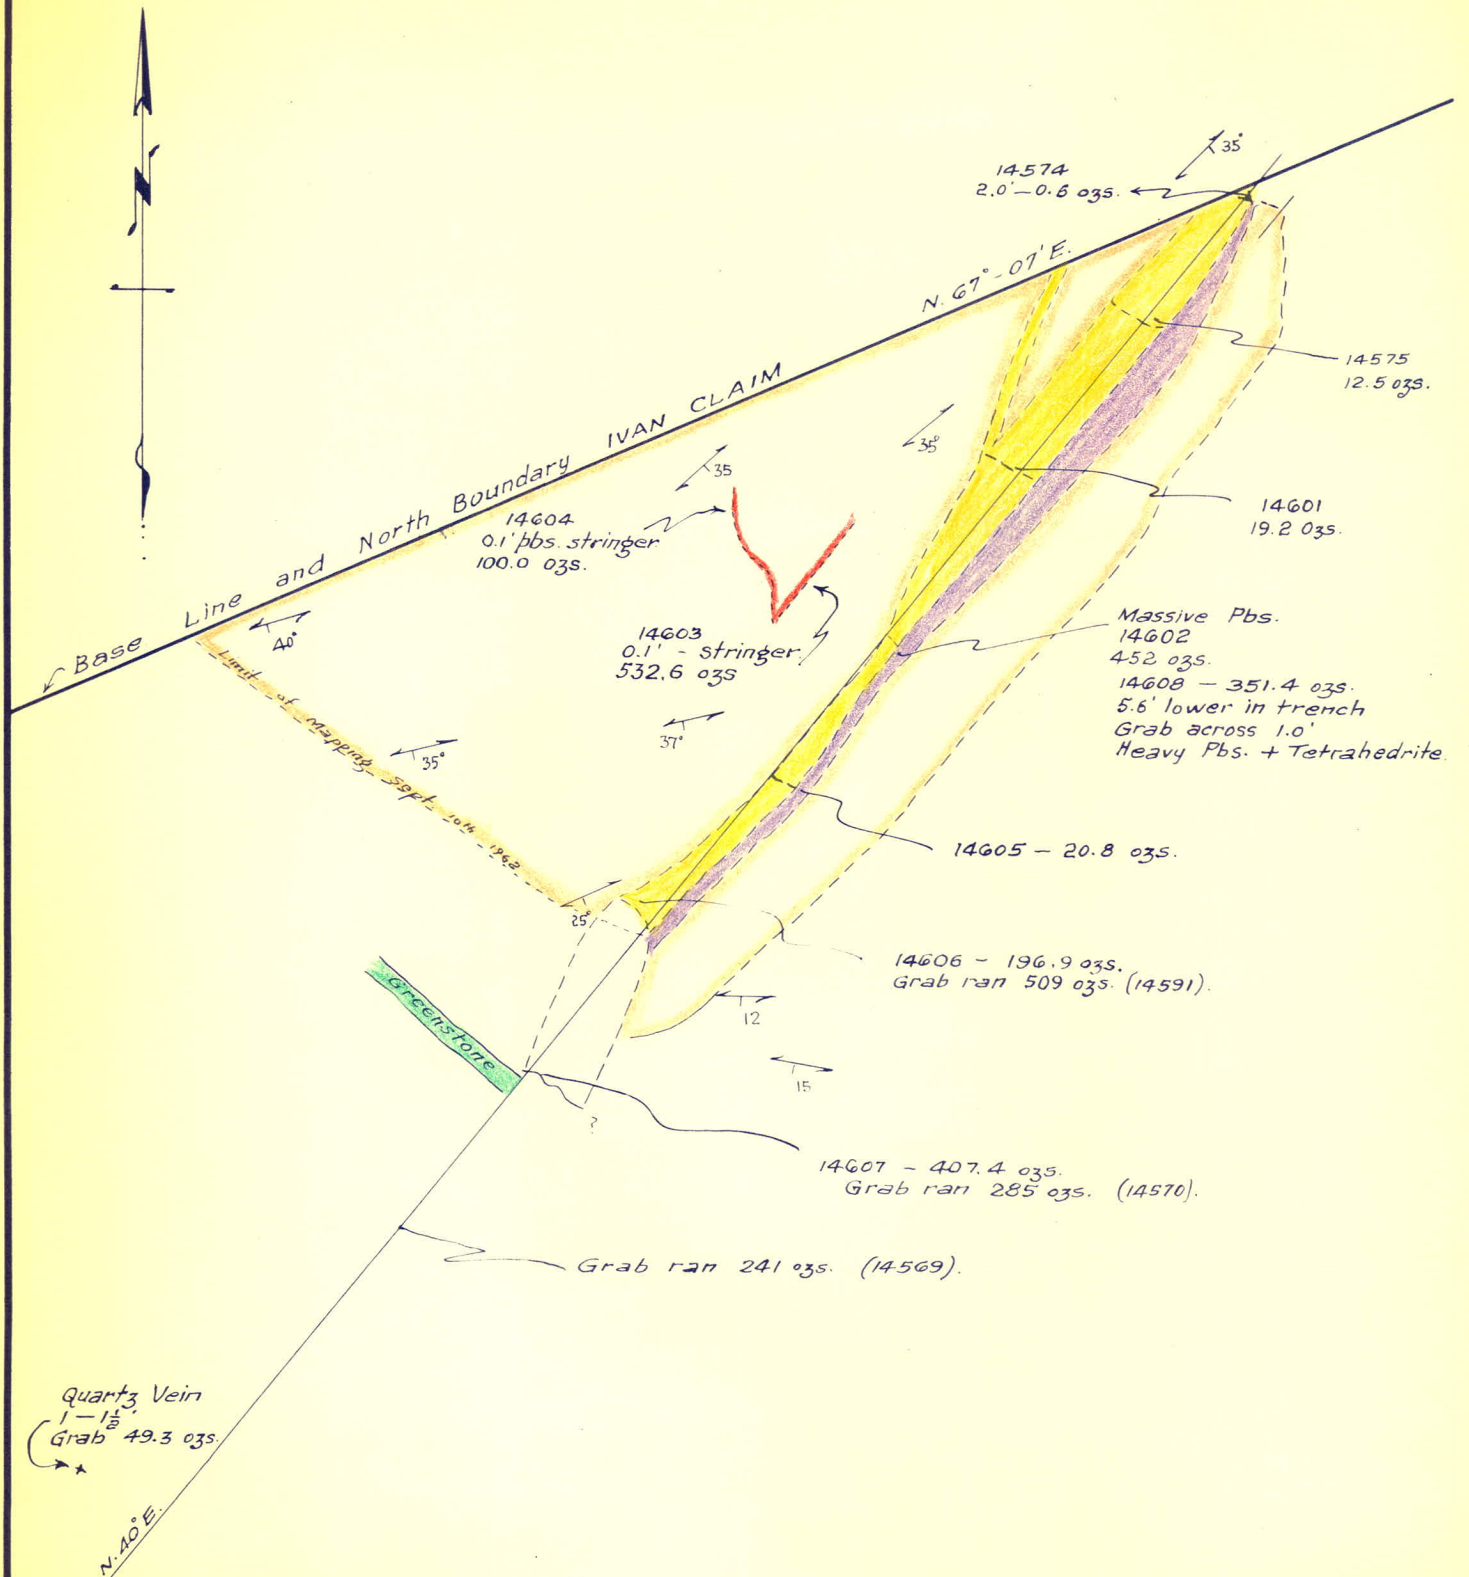 N
35°
14574
2.0' - 0.6 ozs.
N. 67° - 07' E.
14575
12.5 ozs.
Base Line and North Boundary IVAN CLAIM
35
35°
14604
0.1' pbs. stringer
100.0 ozs.
14601
19.2 ozs.
40°
14603
0.1' - stringer
532.6 ozs
Massive Pbs.
14602
452 ozs.
14608 - 351.4 ozs.
5.6' lower in trench
Grab across 1.0'
Heavy Pbs. + Tetrahedrite.
Limit of Mapping Sept. 10th 1962
37°
35°
14605 - 20.8 ozs.
25°
14606 - 196.9 ozs.
Grab ran 509 ozs. (14591).
Greenstone
12
15
?
14607 - 407.4 ozs.
Grab ran 285 ozs. (14570).
Grab ran 241 ozs. (14569).
Quartz Vein
1 - 1½'
Grab 49.3 ozs.
N. 40° E.